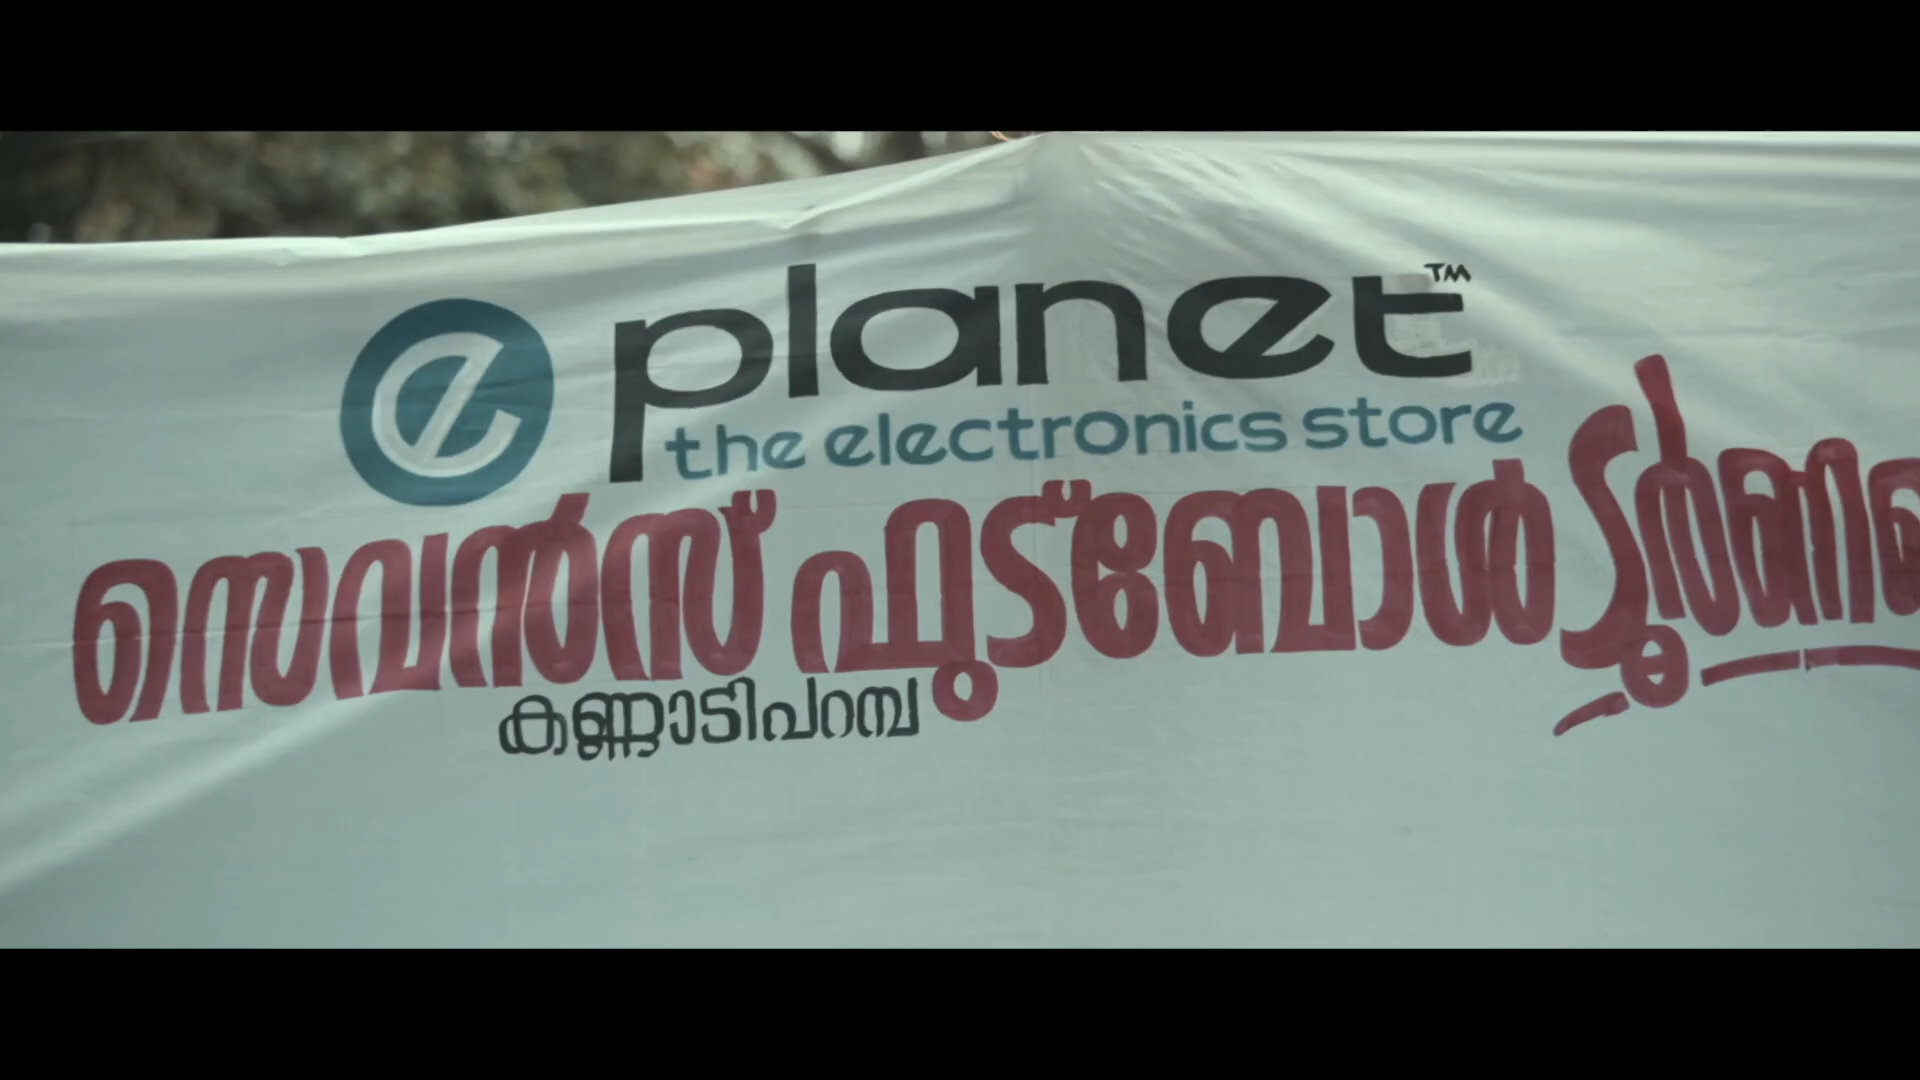 e planet™
the electronics store
സെവൻസ് ഫുട്ബോൾ
കണ്ണാടിപറമ്പ